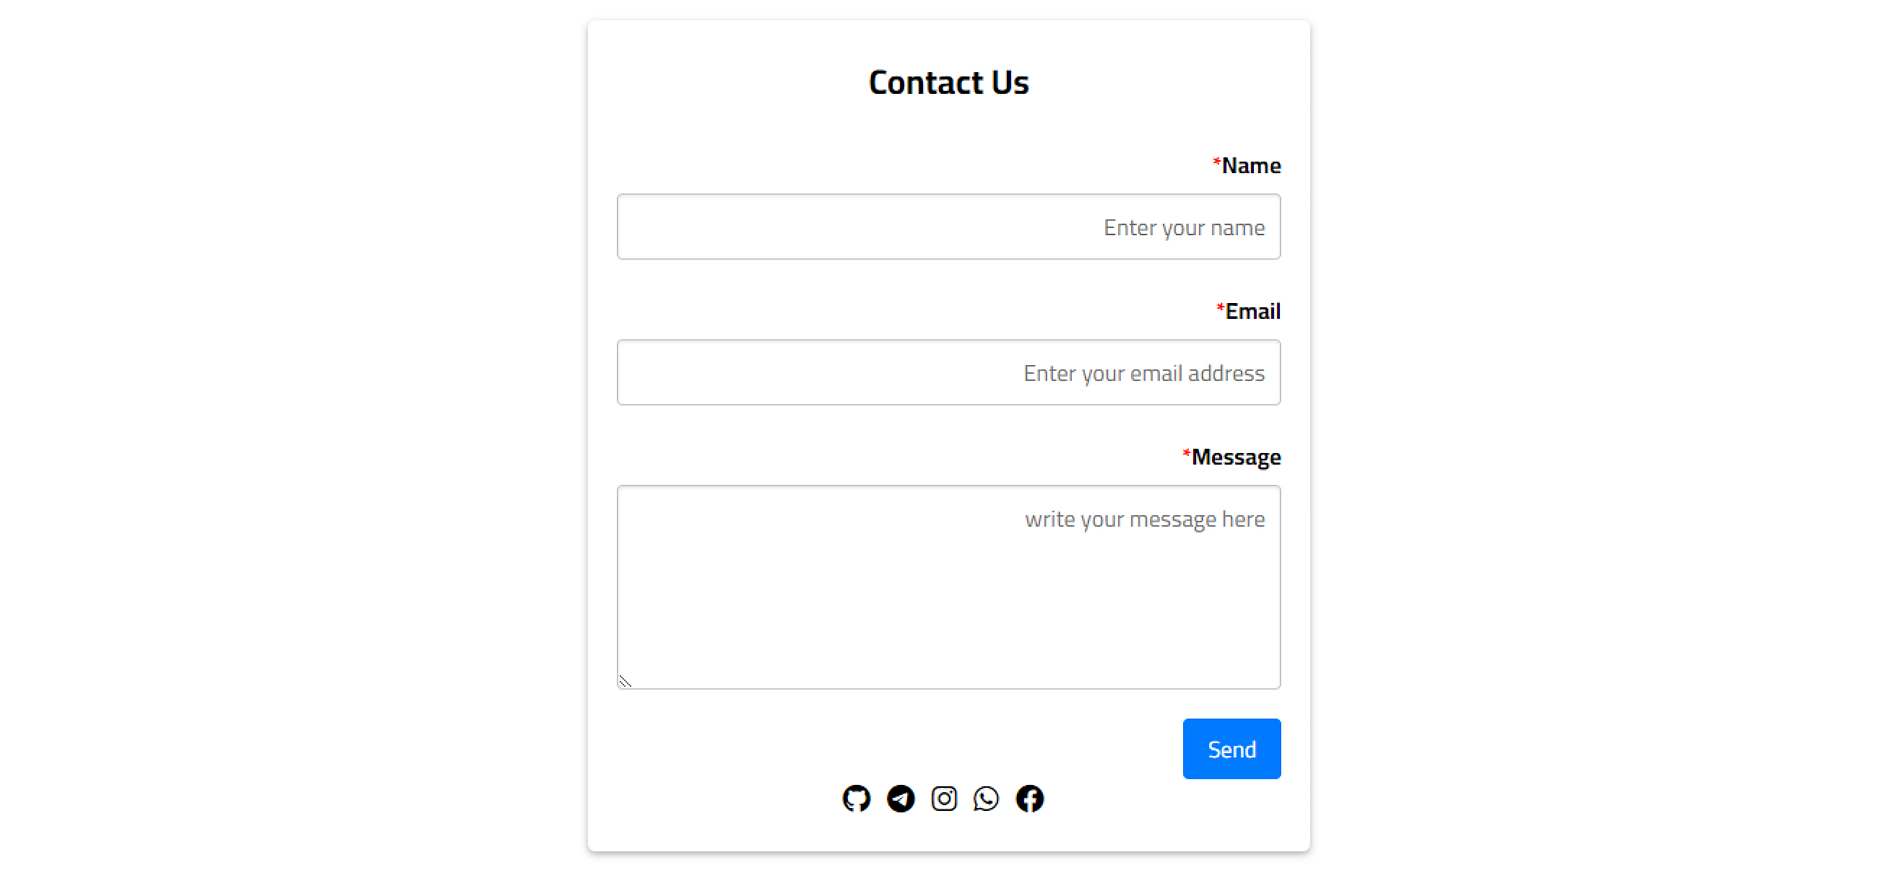 Contact Us
*Name
Enter your name
*Email
Enter your email address
*Message
write your message here
Send